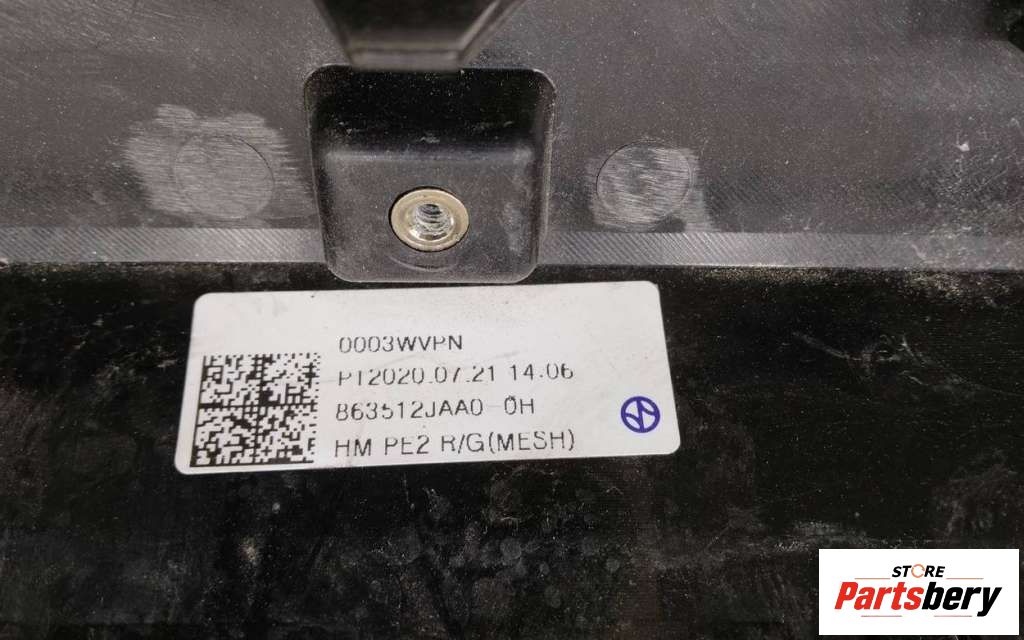 0003WVPN
PT2020.07.21 14:06
863512JAA0-0H
HM PE2 R/G(MESH)
STORE
Partsbery